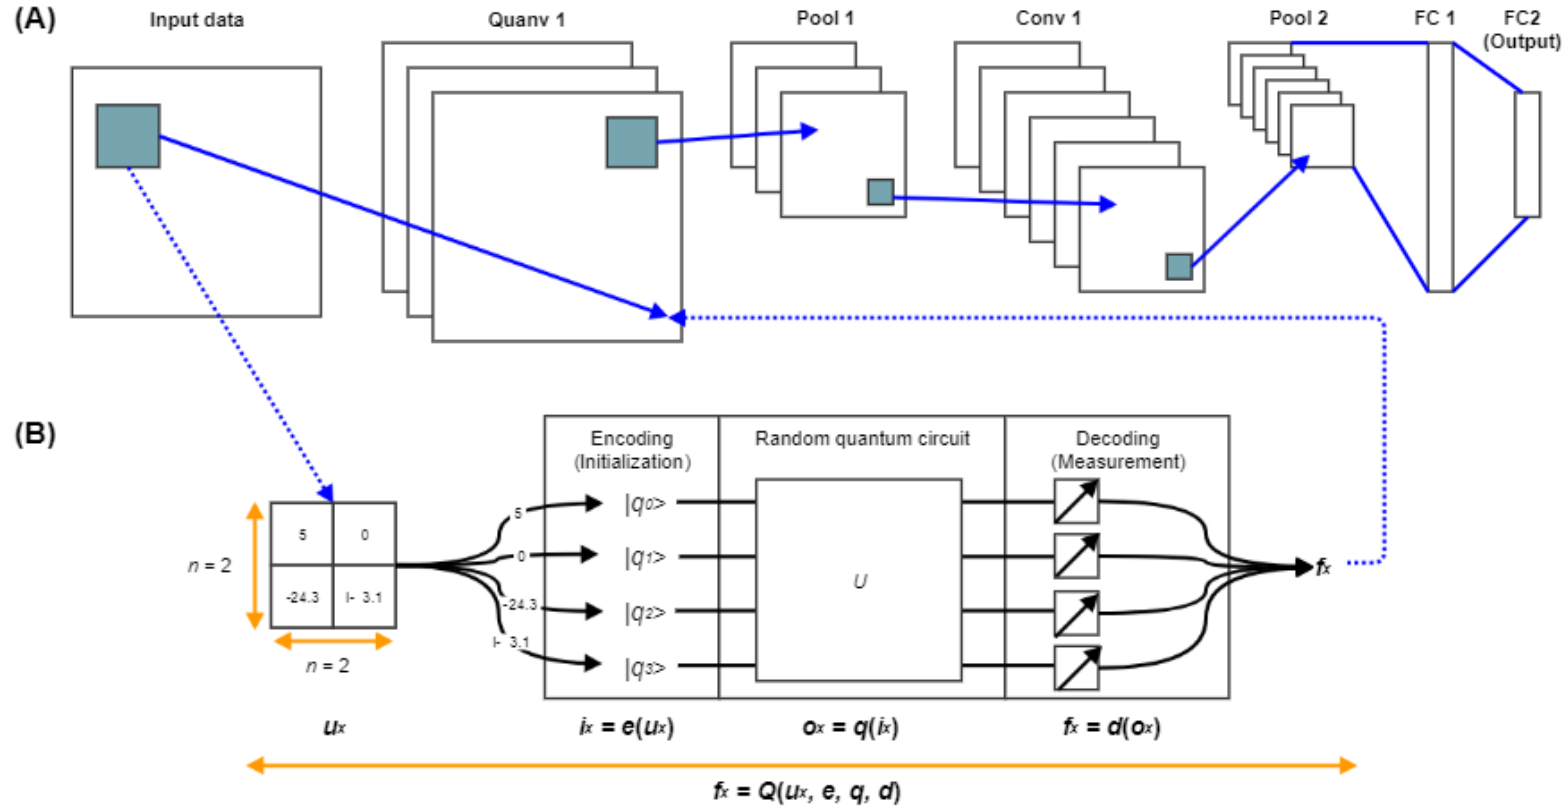 (A)
Input data
Quanv 1
Pool 1
Conv 1
Pool 2
FC 1
FC2
(Output)
(B)
Encoding
(Initialization)
Random quantum circuit
Decoding
(Measurement)
5
0
-24.3
I- 3.1
n = 2
n = 2
5
0
-24.3
I- 3.1
|q0>
|q1>
|q2>
|q3>
U
fx
ux
ix = e(ux)
ox = q(ix)
fx = d(ox)
fx = Q(ux, e, q, d)